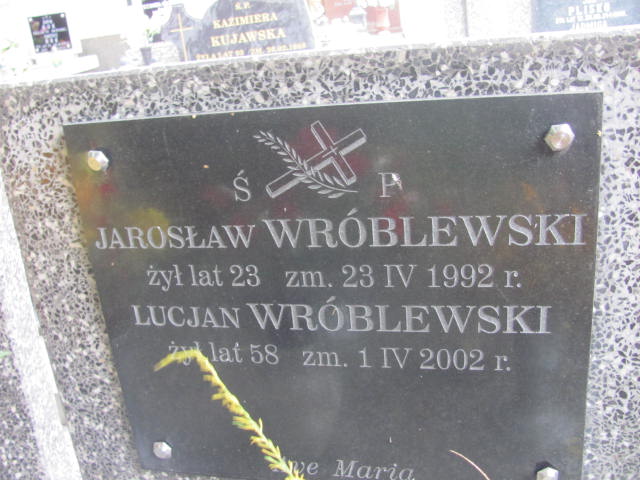 Ś.P.
KAZIMIERA
KUJAWSKA
PLISKO
Ś P
JAROSŁAW WRÓBLEWSKI
żył lat 23 zm. 23 IV 1992 r.
LUCJAN WRÓBLEWSKI
żył lat 58 zm. 1 IV 2002 r.
Maria